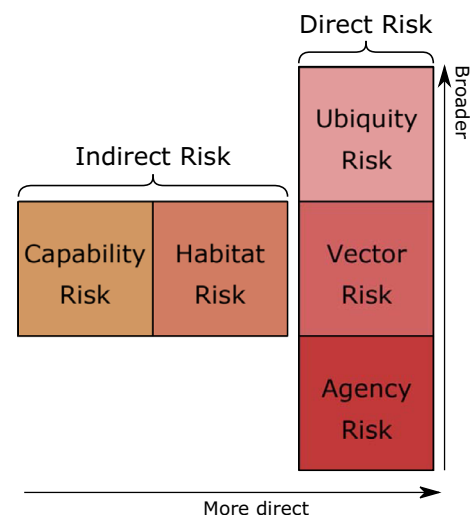 Direct Risk
Broader
Ubiquity
Risk
Indirect Risk
Capability
Risk
Habitat
Risk
Vector
Risk
Agency
Risk
More direct